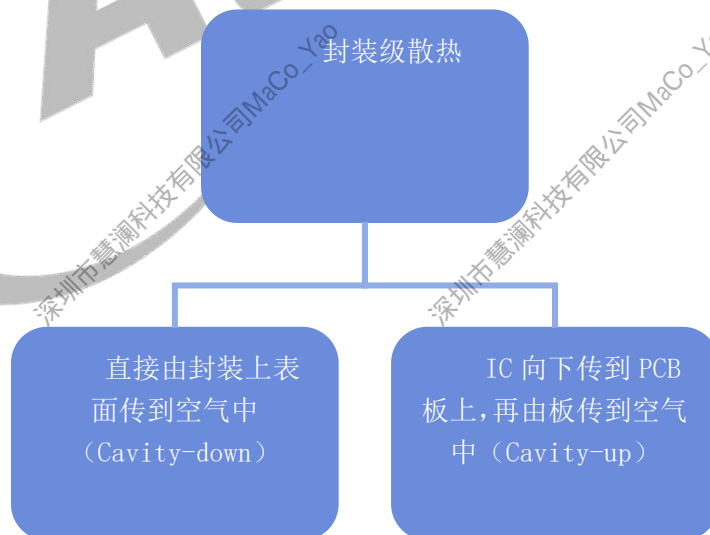 封装级散热
直接由封装上表
面传到空气中
（Cavity-down）
IC 向下传到 PCB
板上,再由板传到空气
中（Cavity-up）
深圳市慧澜科技有限公司MaCo_Yao
深圳市慧澜科技有限公司MaCo_Ya